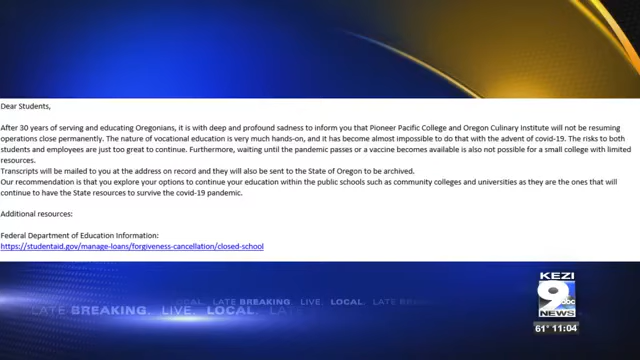 Dear Students,
After 30 years of serving and educating Oregonians, it is with deep and profound sadness to inform you that Pioneer Pacific College and Oregon Culinary Institute will not be resuming
operations close permanently. The nature of vocational education is very much hands-on, and it has become almost impossible to do that with the advent of covid-19. The risks to both
students and employees are just too great to continue. Furthermore, waiting until the pandemic passes or a vaccine becomes available is also not possible for a small college with limited
resources.
Transcripts will be mailed to you at the address on record and they will also be sent to the State of Oregon to be archived.
Our recommendation is that you explore your options to continue your education within the public schools such as community colleges and universities as they are the ones that will
continue to have the State resources to survive the covid-19 pandemic.
Additional resources:
Federal Department of Education Information:
https://studentaid.gov/manage-loans/forgiveness-cancellation/closed-school
LOCAL. LATE BREAKING. LIVE. LOCAL. LATE BREAKING
LATE BREAKING. LIVE. LOCAL. LATE
KEZI
9
abc
NEWS
61° 11:04